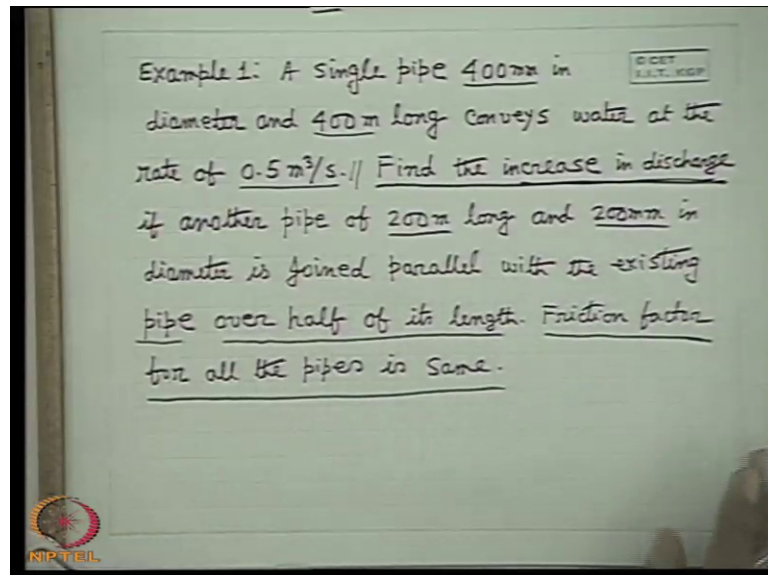 Example 1: A single pipe 400mm in
© CET
I.I.T. KGP
diameter and 400m long conveys water at the
rate of 0.5 m³/s.// Find the increase in discharge
if another pipe of 200m long and 200mm in
diameter is joined parallel with the existing
pipe over half of its length. Friction factor
for all the pipes is same.
NPTEL